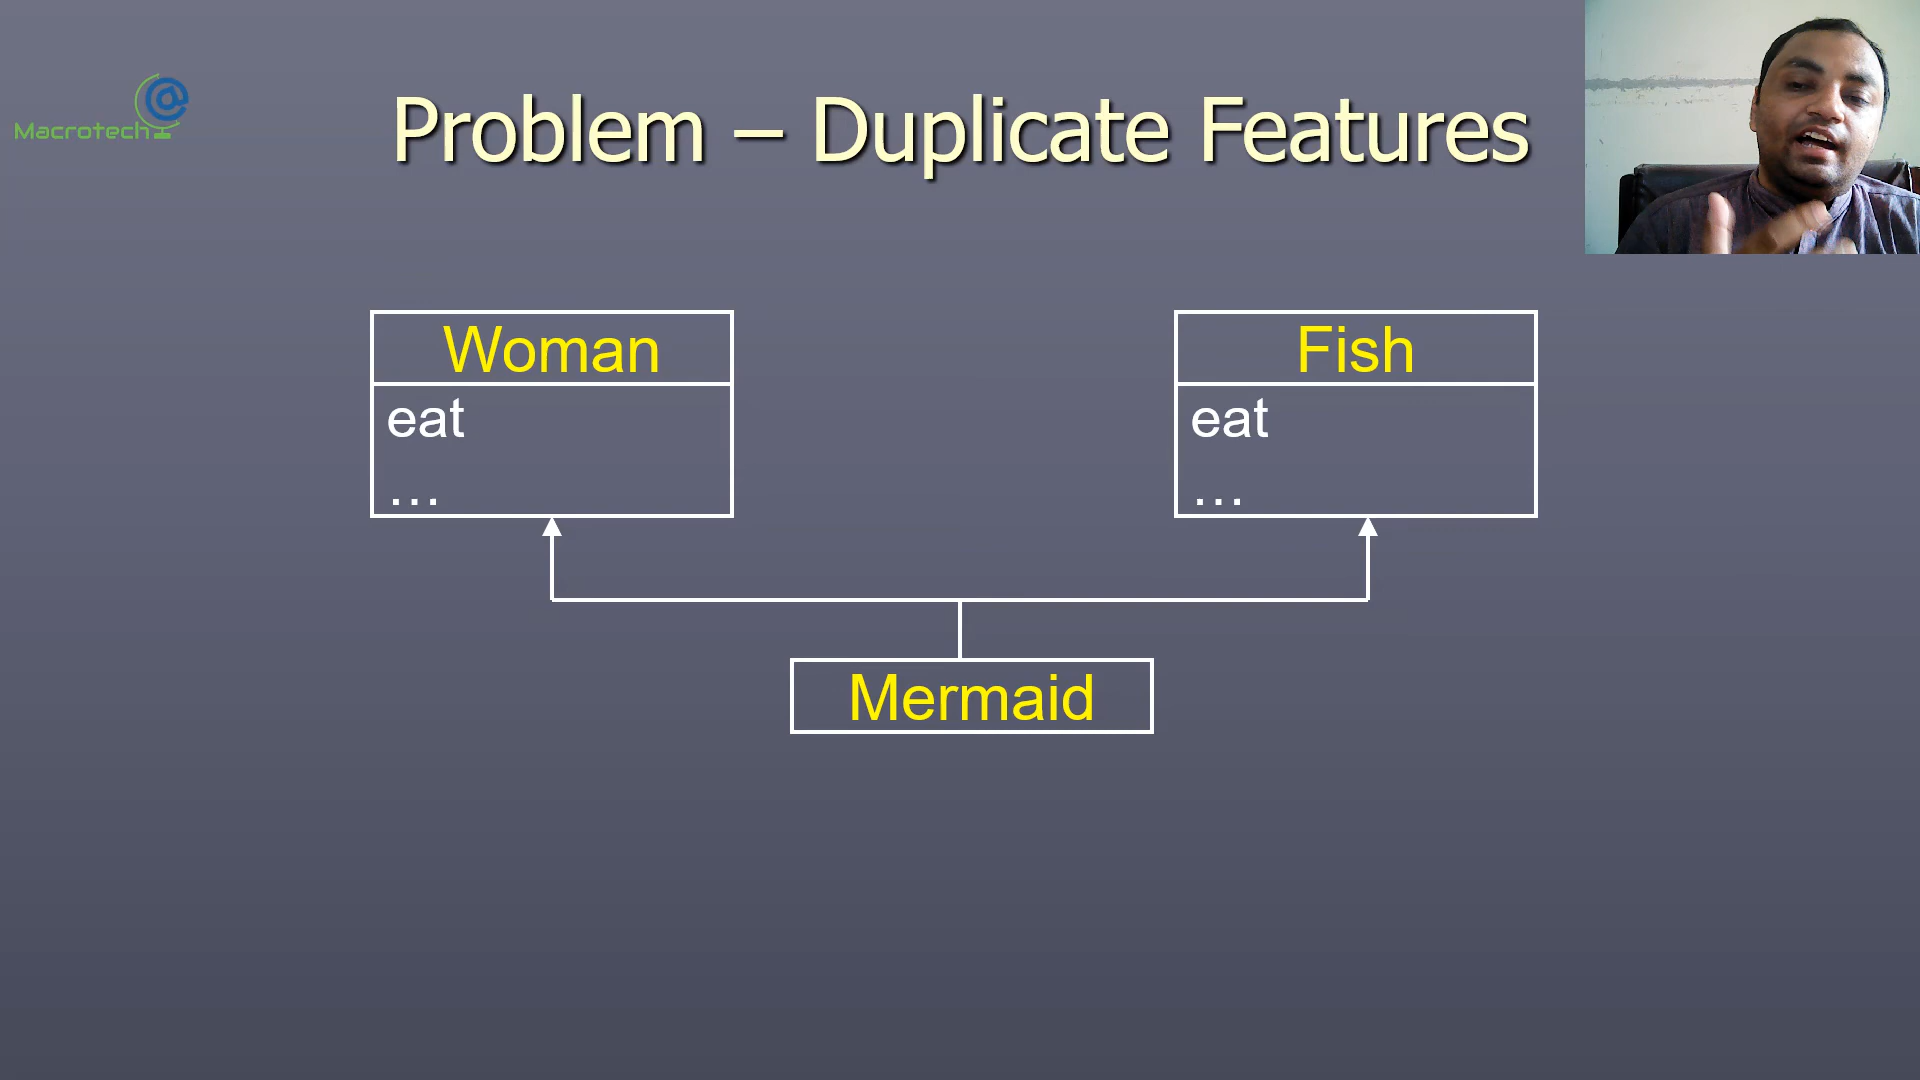 Macrotech
@
Problem – Duplicate Features
Woman
eat
…
Fish
eat
…
Mermaid